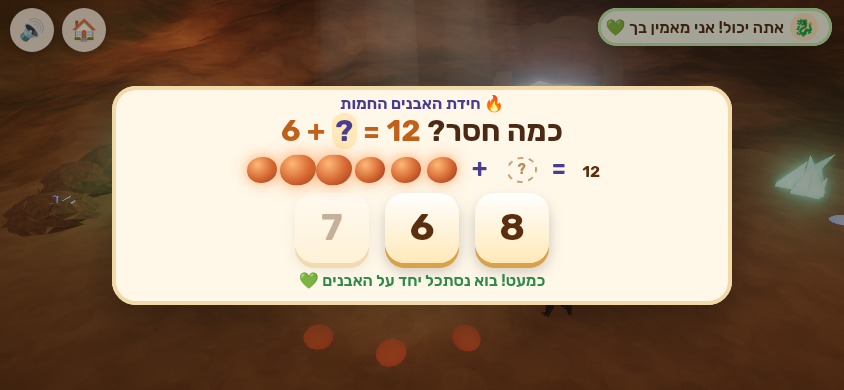 אתה יכול! אני מאמין בך 💚
🔥 חידת האבנים החמות
כמה חסר? 6 + ? = 12
+ ? = 12
7 6 8
כמעט! בוא נסתכל יחד על האבנים 💚